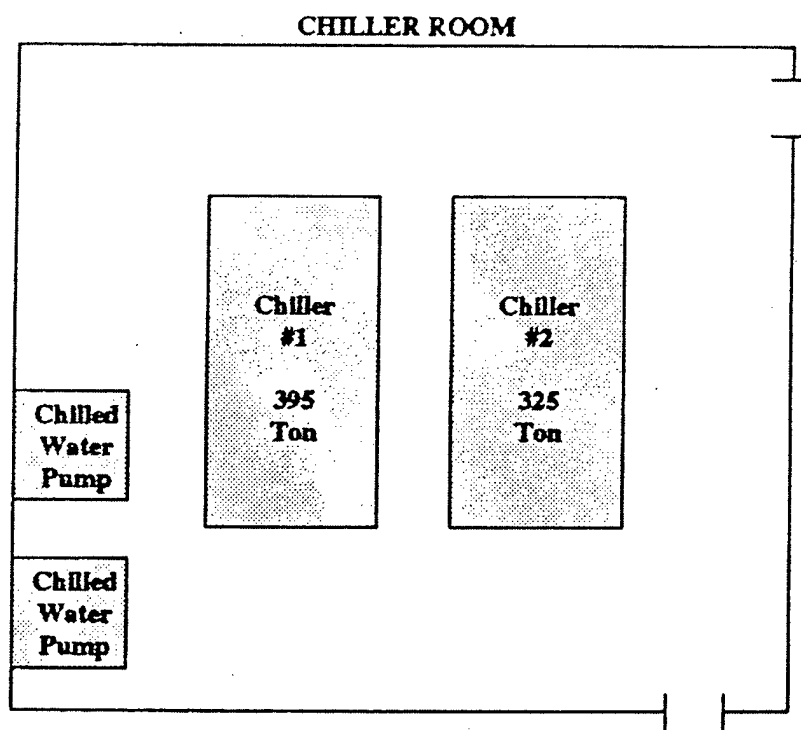 CHILLER ROOM
Chiller
#1
395
Ton
Chiller
#2
325
Ton
Chilled
Water
Pump
Chilled
Water
Pump